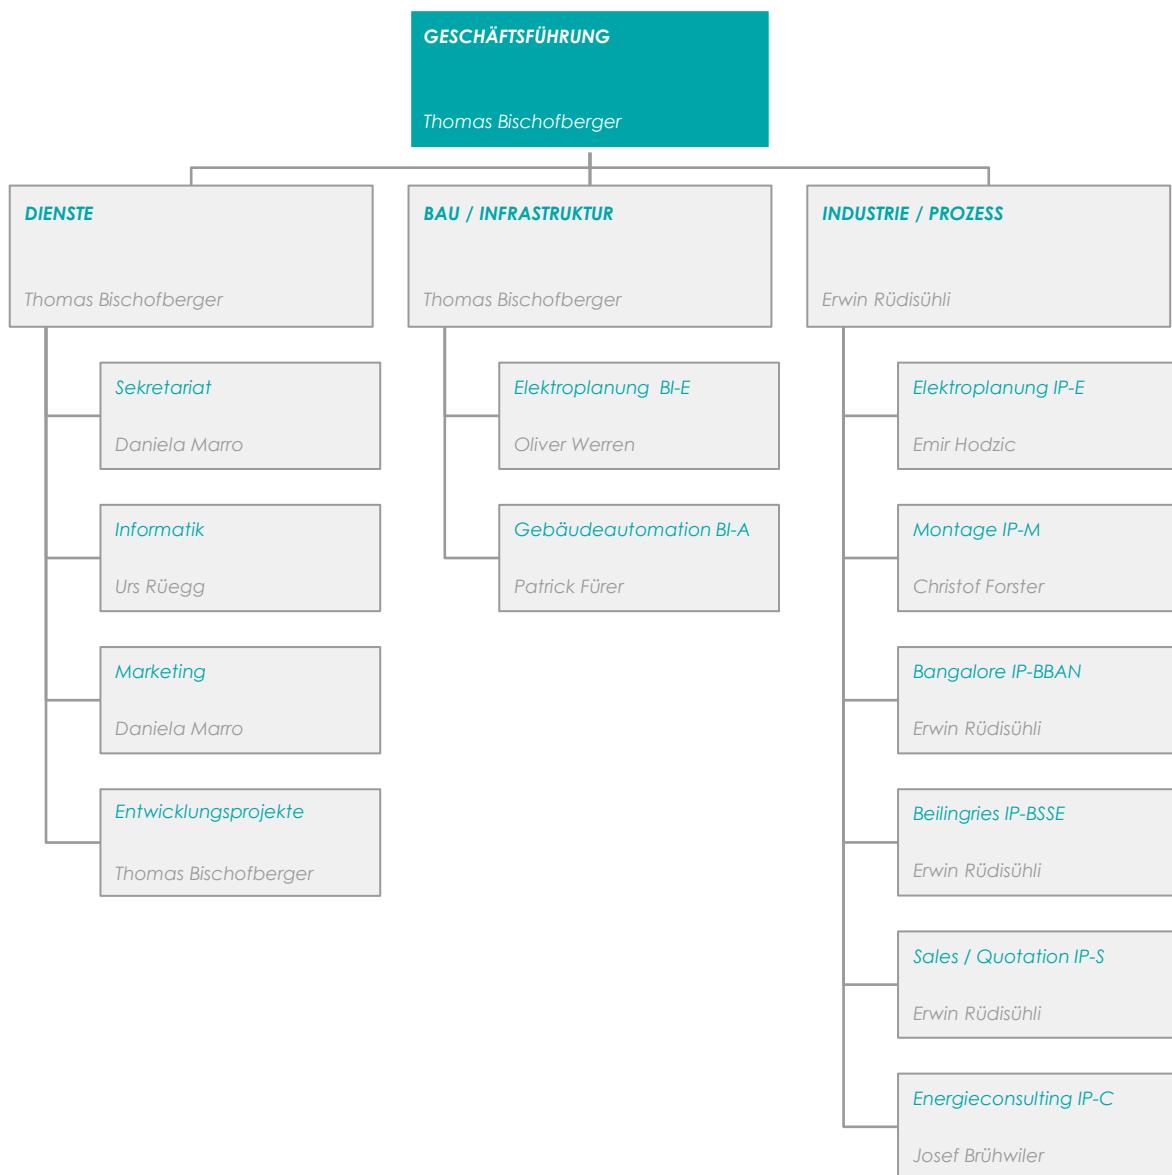 GESCHÄFTSFÜHRUNG
Thomas Bischofberger
DIENSTE
Thomas Bischofberger
Sekretariat
Daniela Marro
Informatik
Urs Rüegg
Marketing
Daniela Marro
Entwicklungsprojekte
Thomas Bischofberger
BAU / INFRASTRUKTUR
Thomas Bischofberger
Elektroplanung BI-E
Oliver Werren
Gebäudeautomation BI-A
Patrick Fürer
INDUSTRIE / PROZESS
Erwin Rüdisühli
Elektroplanung IP-E
Emir Hodzic
Montage IP-M
Christof Forster
Bangalore IP-BBAN
Erwin Rüdisühli
Beilingries IP-BSSE
Erwin Rüdisühli
Sales / Quotation IP-S
Erwin Rüdisühli
Energieconsulting IP-C
Josef Brühwiler